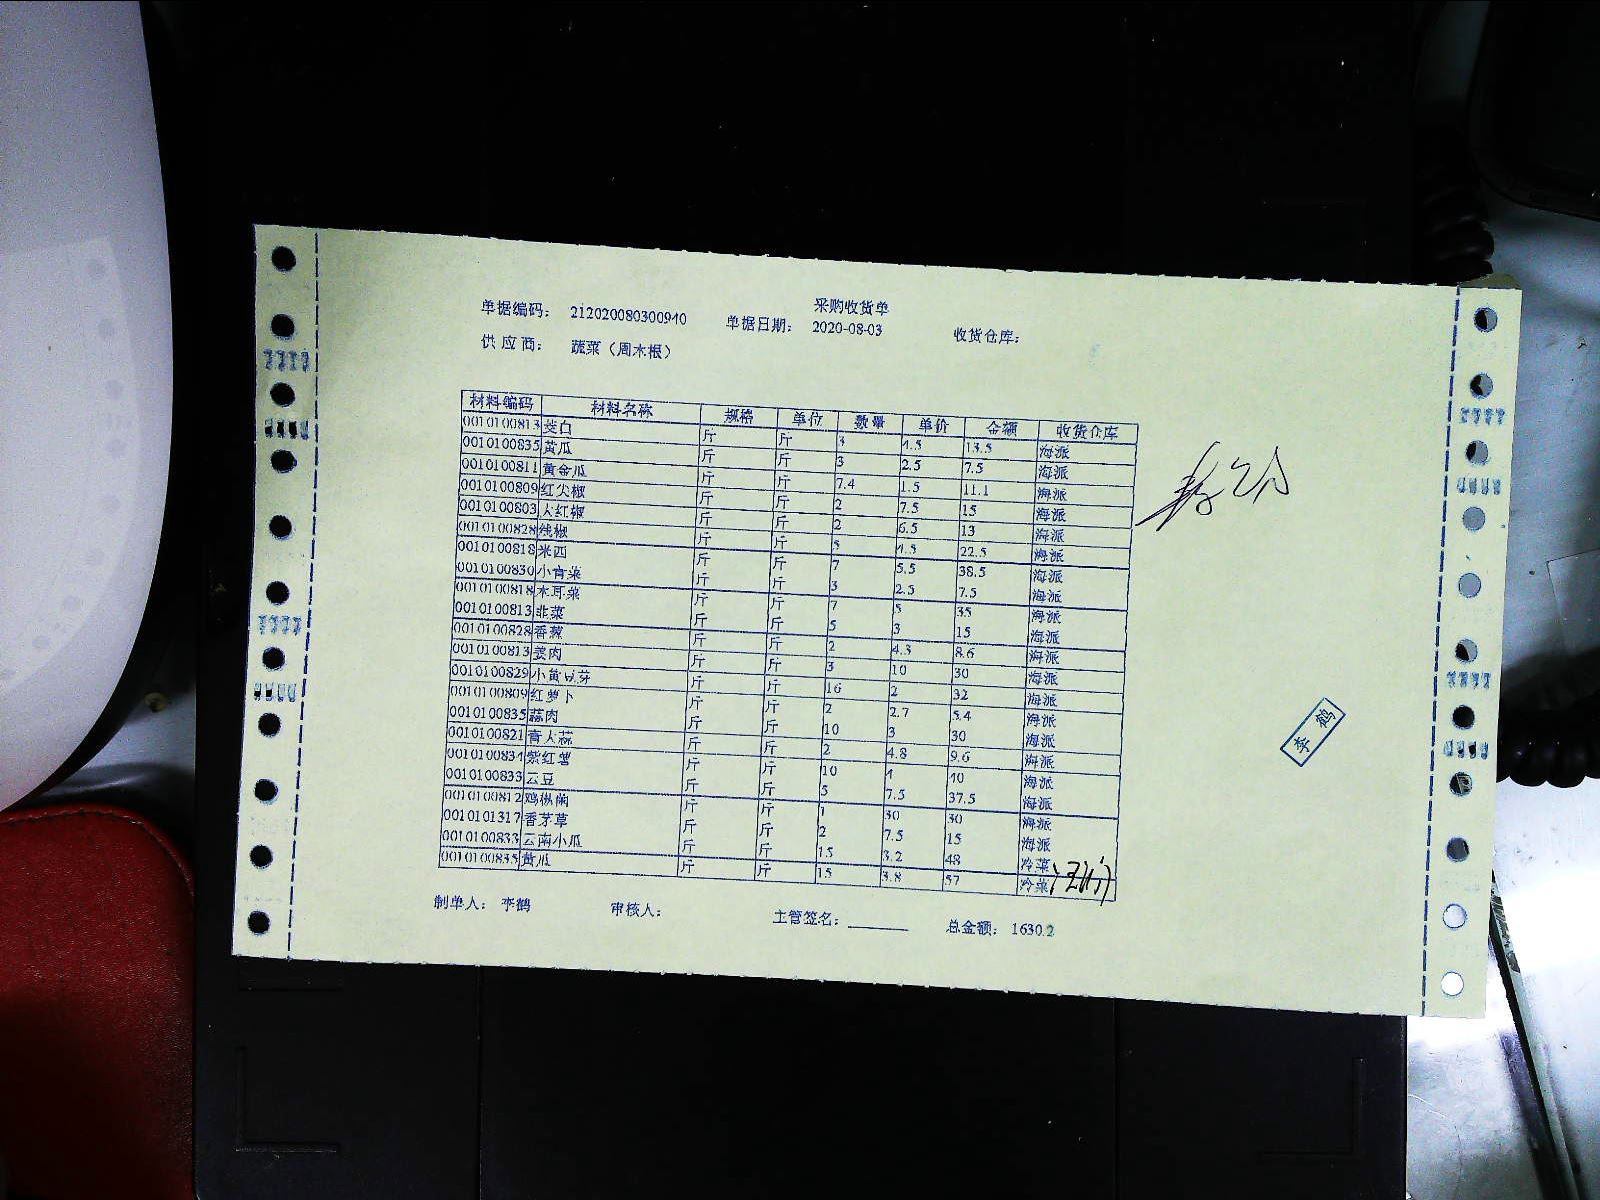 采购收货单
单据编码： 212020080300940 单据日期： 2020-08-03 收货仓库：
供应商： 蔬菜（周木根）
材料编码 材料名称 规格 单位 数量 单价 金额 收货仓库
0010100813 茭白 斤 斤 3 4.5 13.5 海派
0010100835 黄瓜 斤 斤 3 2.5 7.5 海派
0010100811 黄金瓜 斤 斤 7.4 1.5 11.1 海派
0010100809 红尖椒 斤 斤 2 7.5 15 海派
0010100803 大红椒 斤 斤 2 6.5 13 海派
0010100828 线椒 斤 斤 5 4.5 22.5 海派
0010100818 米西 斤 斤 7 5.5 38.5 海派
0010100830 小青菜 斤 斤 3 2.5 7.5 海派
0010100818 木耳菜 斤 斤 7 5 35 海派
0010100813 韭菜 斤 斤 5 3 15 海派
0010100828 香葱 斤 斤 2 4.3 8.6 海派
0010100813 姜肉 斤 斤 3 10 30 海派
0010100829 小黄豆芽 斤 斤 16 2 32 海派
0010100809 红萝卜 斤 斤 2 2.7 5.4 海派
0010100835 蒜肉 斤 斤 10 3 30 海派
0010100821 青大蒜 斤 斤 2 4.8 9.6 海派
0010100834 紫红薯 斤 斤 10 4 40 海派
0010100833 云豆 斤 斤 5 7.5 37.5 海派
0010100812 鸡枞菌 斤 斤 1 30 30 海派
0010101317 香茅草 斤 斤 2 7.5 15 海派
0010100833 云南小瓜 斤 斤 15 3.2 48 冷菜
0010100835 黄瓜 斤 斤 15 3.8 57 冷菜
制单人： 李鹤 审核人： 主管签名： 总金额： 1630.2
李鹤